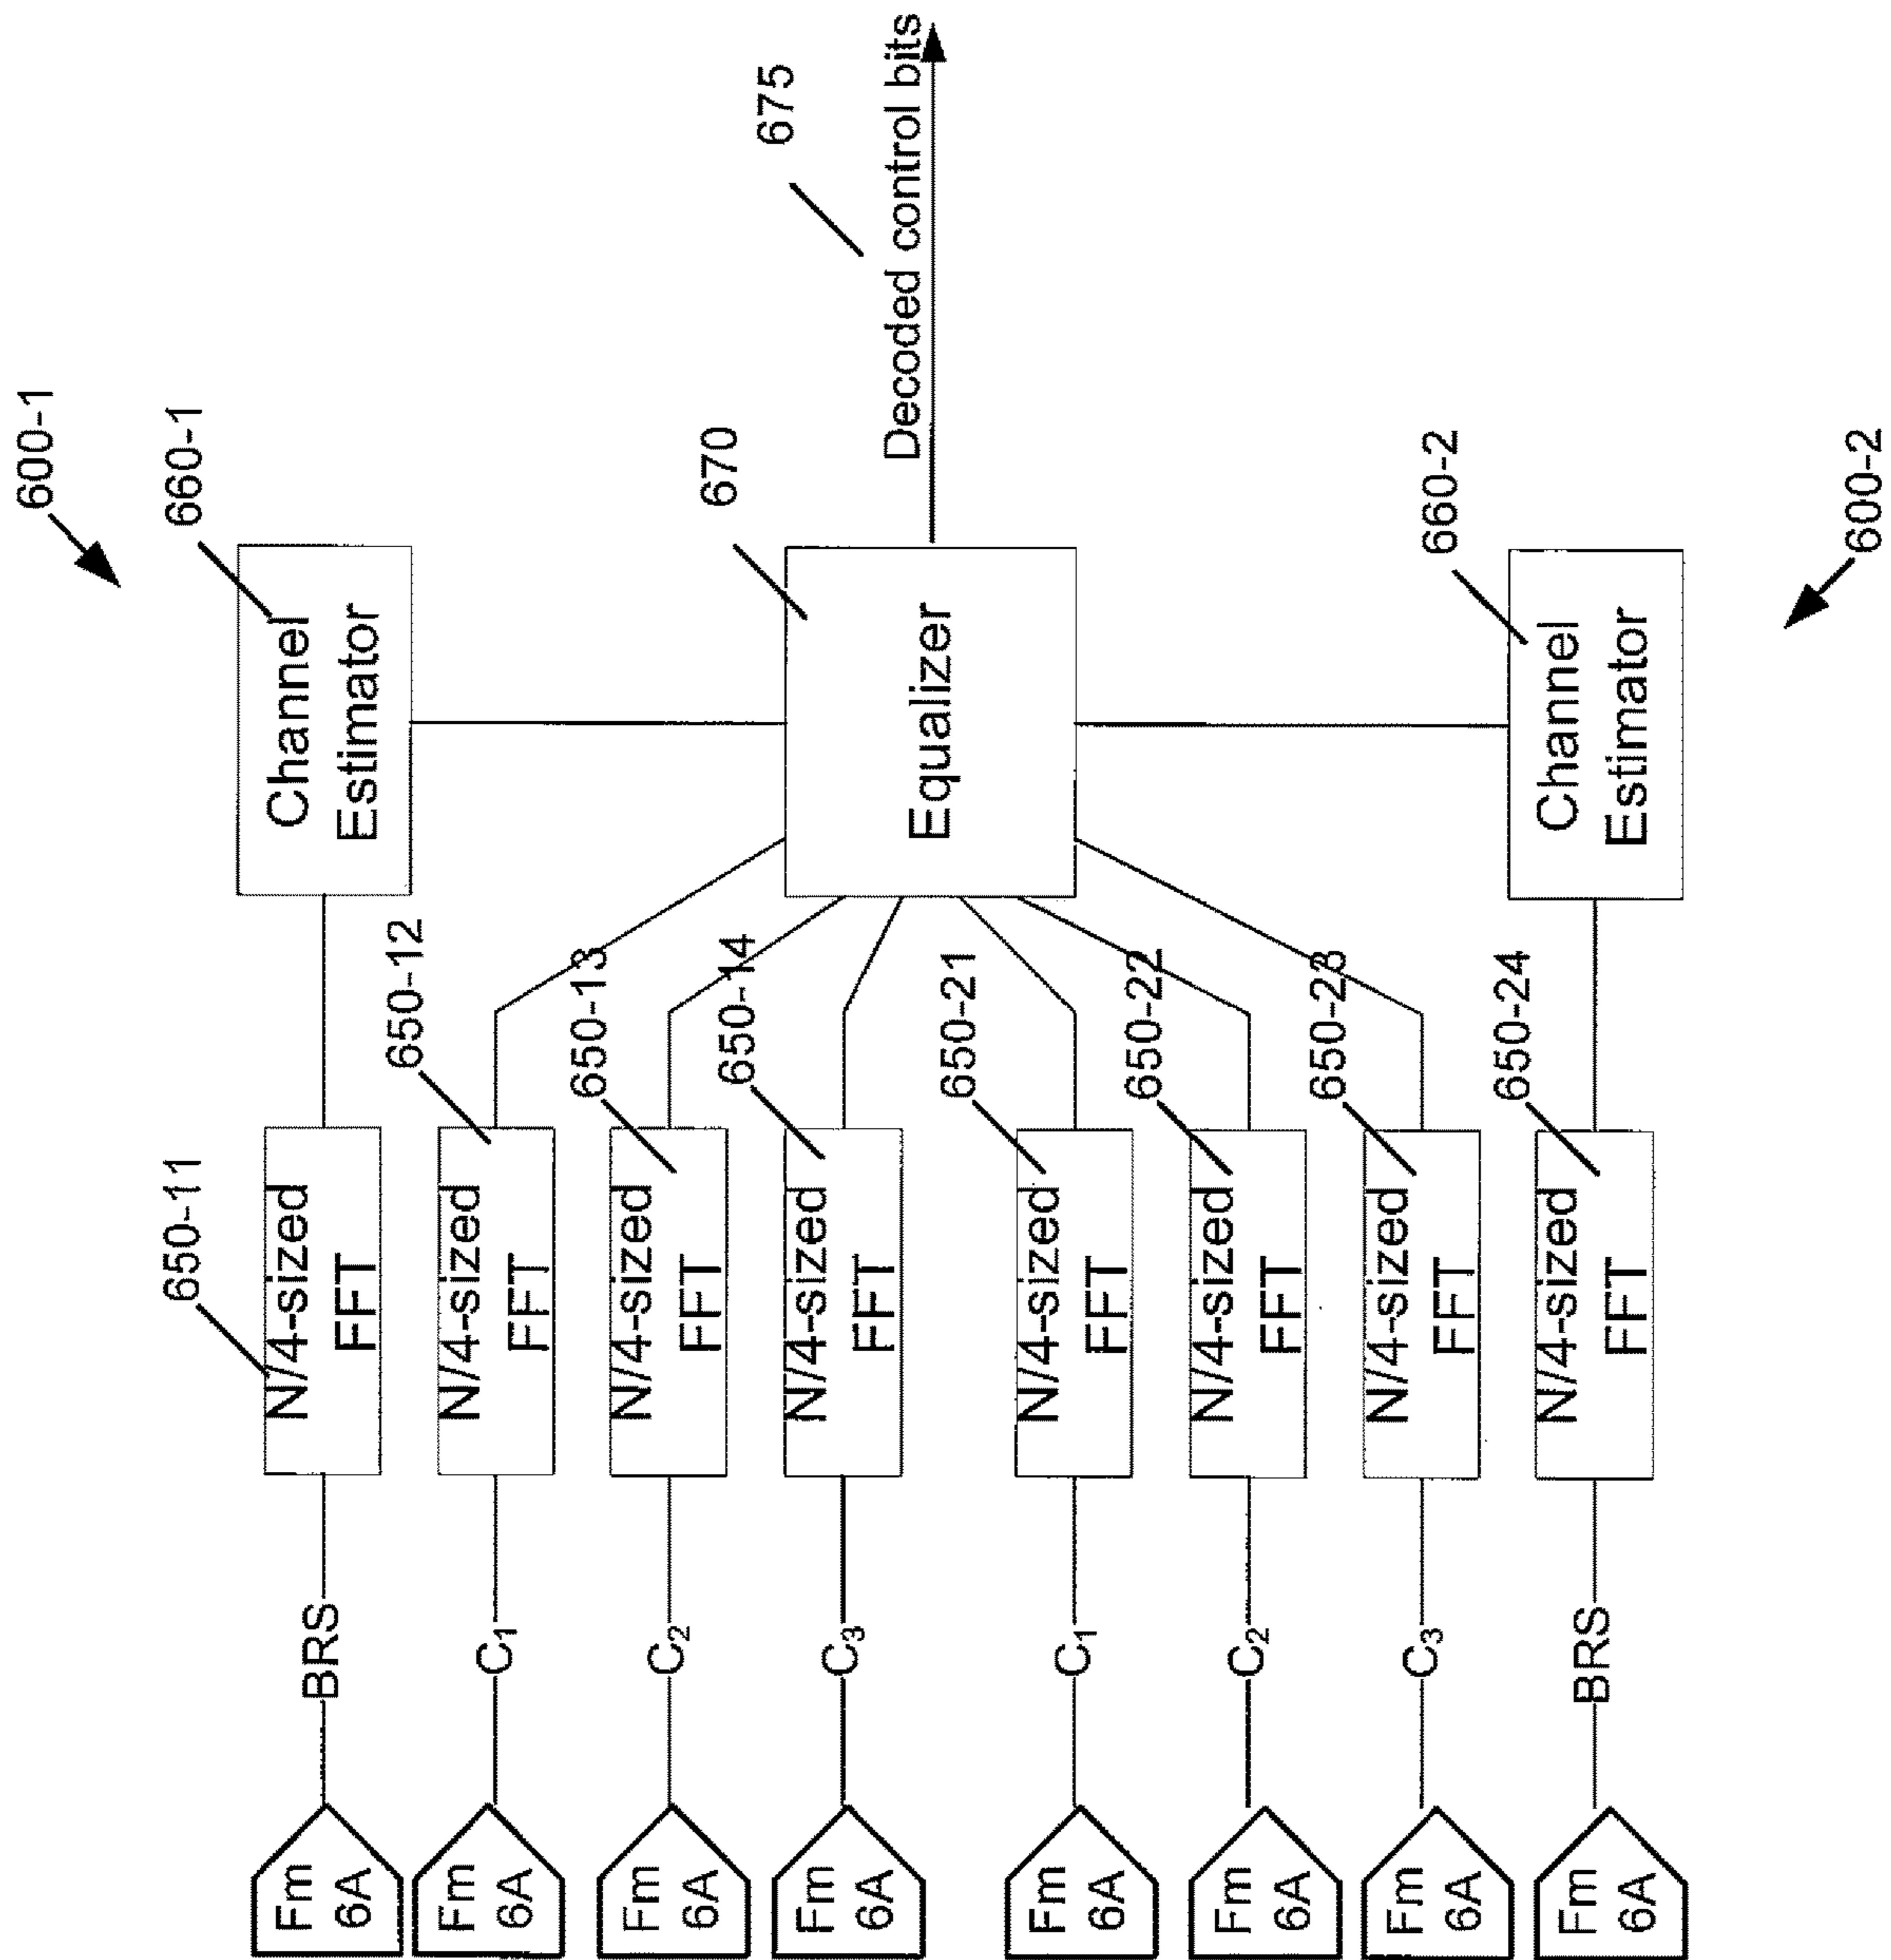 600-1
650-11
660-1
Fm
6A
BRS
N/4-sized
FFT
Channel
Estimator
650-12
Fm
6A
C₁
N/4-sized
FFT
650-13
Fm
6A
C₂
N/4-sized
FFT
650-14
Fm
6A
C₃
N/4-sized
FFT
670
675
Equalizer
Decoded control bits
650-21
Fm
6A
C₁
N/4-sized
FFT
650-22
Fm
6A
C₂
N/4-sized
FFT
650-23
Fm
6A
C₃
N/4-sized
FFT
650-24
660-2
Fm
6A
BRS
N/4-sized
FFT
Channel
Estimator
600-2